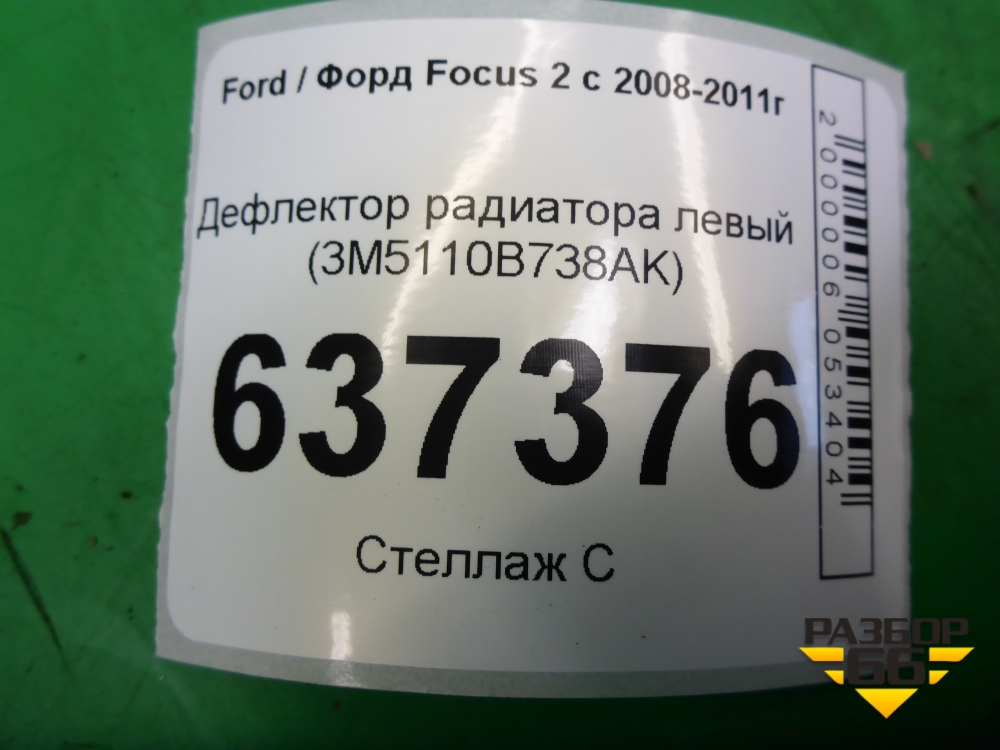 Ford / Форд Focus 2 с 2008-2011г
Дефлектор радиатора левый
(3M5110B738AK)
637376
Стеллаж С
2000006053404
РАЗБОР
66